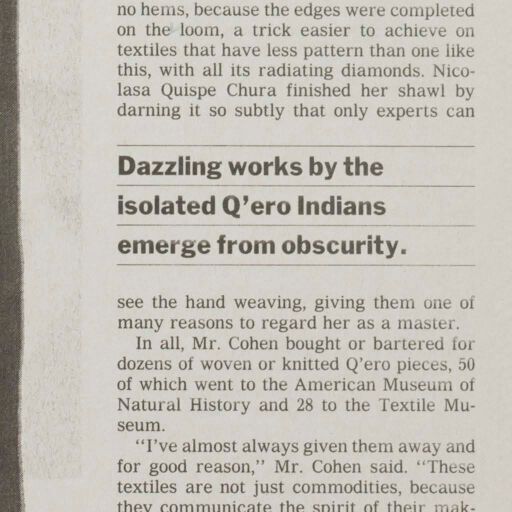 no hems, because the edges were completed
on the loom, a trick easier to achieve on
textiles that have less pattern than one like
this, with all its radiating diamonds. Nico-
lasa Quispe Chura finished her shawl by
darning it so subtly that only experts can
Dazzling works by the
isolated Q'ero Indians
emerge from obscurity.
see the hand weaving, giving them one of
many reasons to regard her as a master.
In all, Mr. Cohen bought or bartered for
dozens of woven or knitted Q'ero pieces, 50
of which went to the American Museum of
Natural History and 28 to the Textile Mu-
seum.
"I've almost always given them away and
for good reason," Mr. Cohen said. "These
textiles are not just commodities, because
they communicate the spirit of their mak-